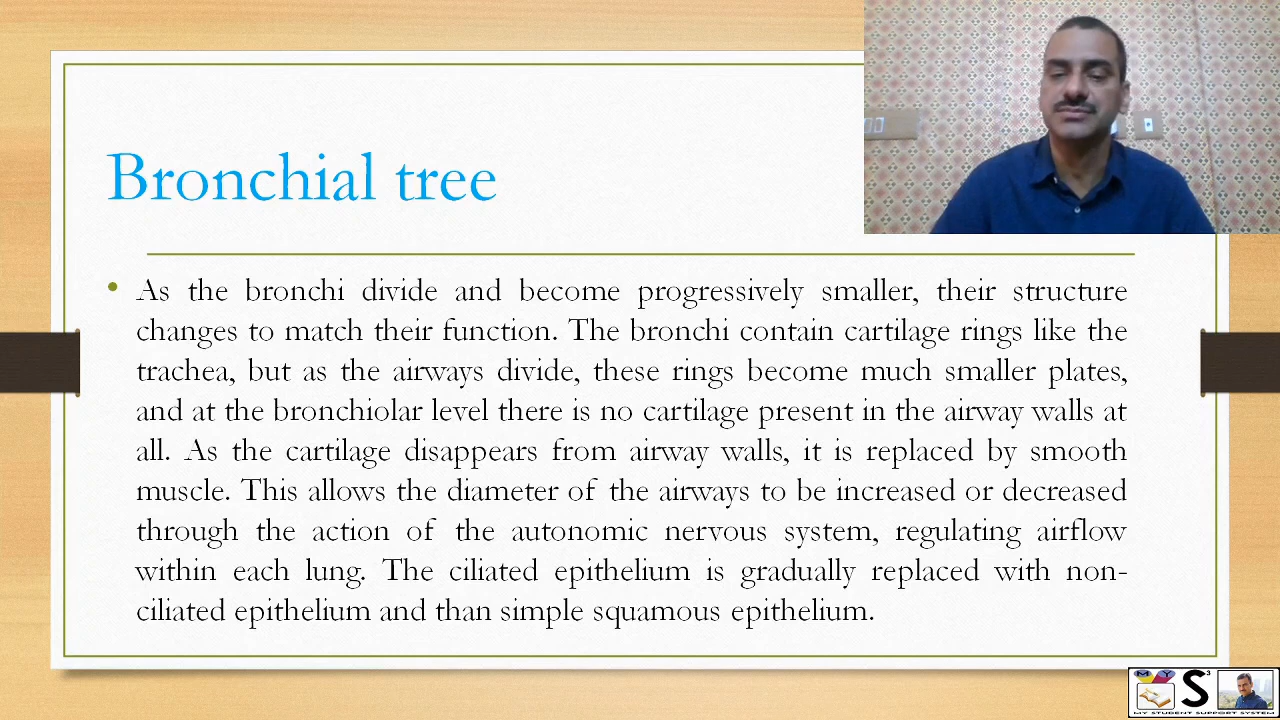 Bronchial tree
• As the bronchi divide and become progressively smaller, their structure
changes to match their function. The bronchi contain cartilage rings like the
trachea, but as the airways divide, these rings become much smaller plates,
and at the bronchiolar level there is no cartilage present in the airway walls at
all. As the cartilage disappears from airway walls, it is replaced by smooth
muscle. This allows the diameter of the airways to be increased or decreased
through the action of the autonomic nervous system, regulating airflow
within each lung. The ciliated epithelium is gradually replaced with non-
ciliated epithelium and than simple squamous epithelium.
M Y
S³
MY STUDENT SUPPORT SYSTEM